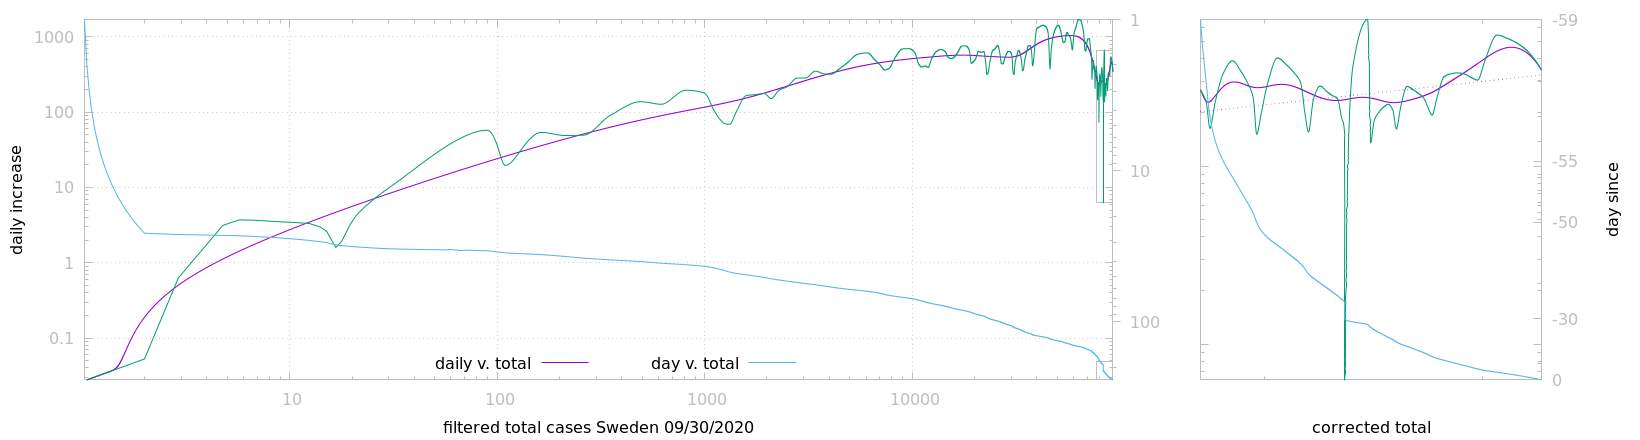 daily increase
1000
100
10
1
0.1
daily v. total
day v. total
10
100
1000
10000
filtered total cases Sweden 09/30/2020
1
10
100
-59
-55
-50
-30
0
day since
corrected total